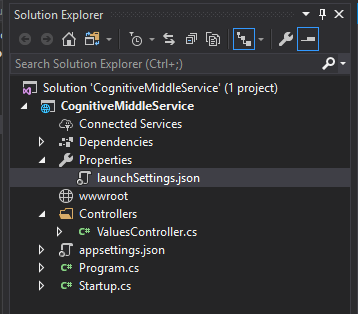 Solution Explorer
Search Solution Explorer (Ctrl+;)
Solution 'CognitiveMiddleService' (1 project)
CognitiveMiddleService
Connected Services
Dependencies
Properties
launchSettings.json
wwwroot
Controllers
C# ValuesController.cs
appsettings.json
C# Program.cs
C# Startup.cs